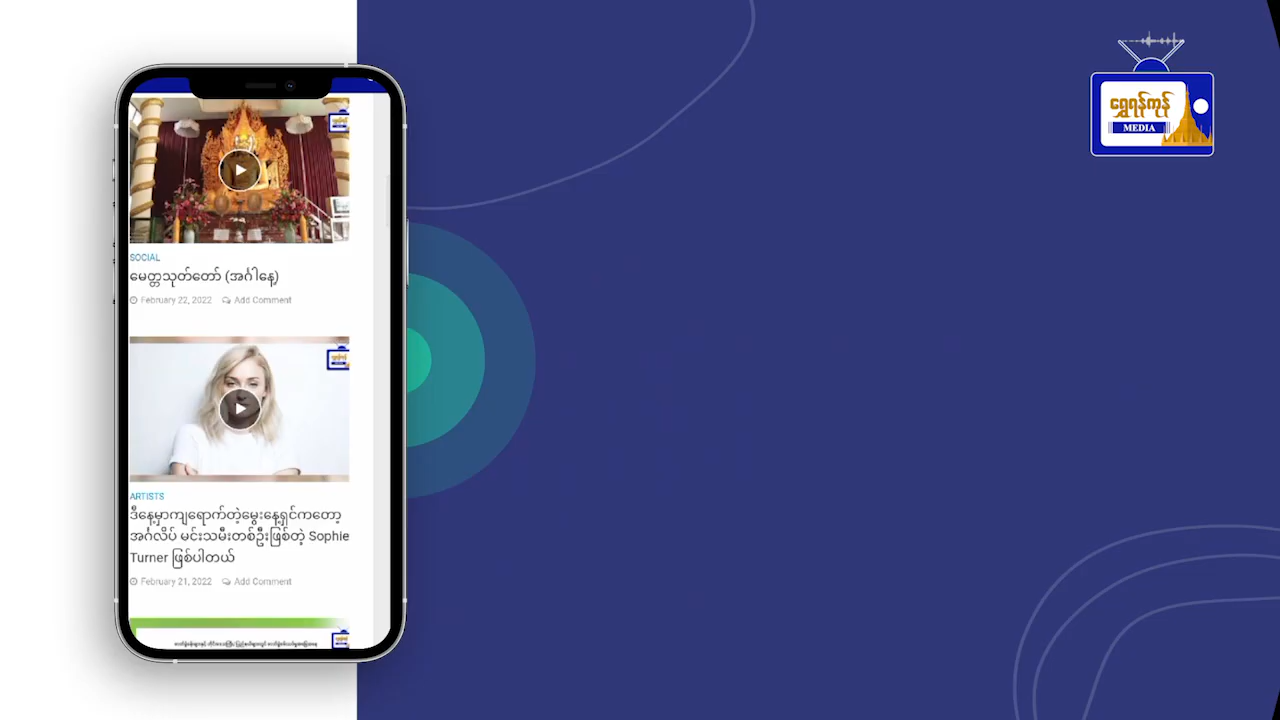 SOCIAL
မေတ္တသုတ်တော် (အင်္ဂါနေ့)
February 22, 2022 Add Comment
ARTISTS
ဒီနေ့မှာကျရောက်တဲ့မွေးနေ့ရှင်ကတော့
အင်္ဂလိပ် မင်းသမီးတစ်ဦးဖြစ်တဲ့ Sophie
Turner ဖြစ်ပါတယ်
February 21, 2022 Add Comment
ရွှေရန်ကုန်
MEDIA